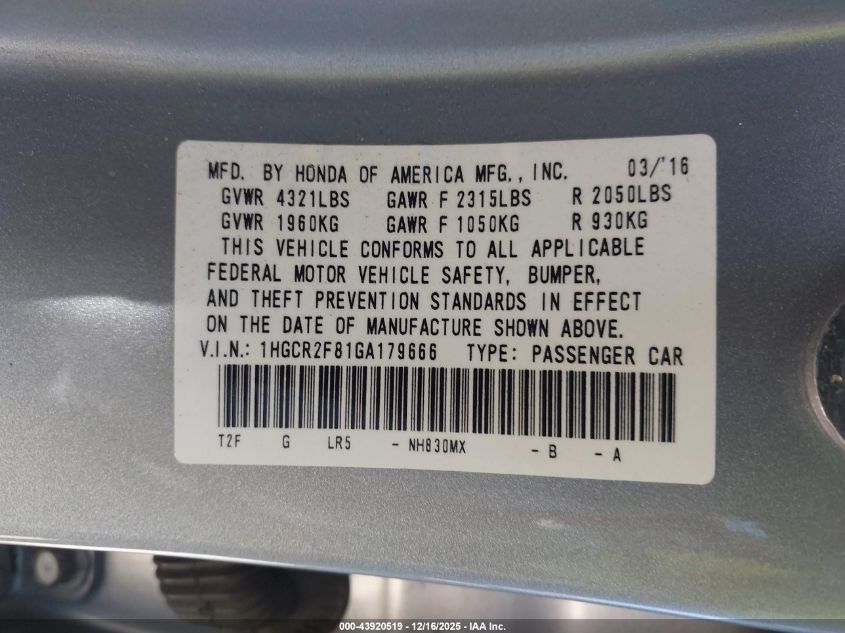 MFD. BY HONDA OF AMERICA MFG., INC. 03/'16
GVWR 4321LBS GAWR F 2315LBS R 2050LBS
GVWR 1960KG GAWR F 1050KG R 930KG
THIS VEHICLE CONFORMS TO ALL APPLICABLE
FEDERAL MOTOR VEHICLE SAFETY, BUMPER,
AND THEFT PREVENTION STANDARDS IN EFFECT
ON THE DATE OF MANUFACTURE SHOWN ABOVE.
V.I.N.: 1HGCR2F81GA179666 TYPE: PASSENGER CAR
T2F G LR5 - NH830MX - B - A
000-43920519 - 12/16/2025 - IAA Inc.